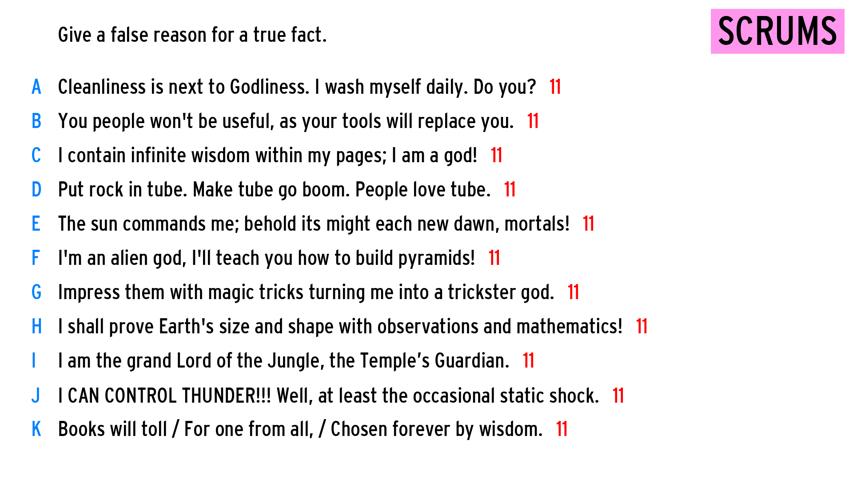 Give a false reason for a true fact.
SCRUMS
A Cleanliness is next to Godliness. I wash myself daily. Do you? 11
B You people won't be useful, as your tools will replace you. 11
C I contain infinite wisdom within my pages; I am a god! 11
D Put rock in tube. Make tube go boom. People love tube. 11
E The sun commands me; behold its might each new dawn, mortals! 11
F I'm an alien god, I'll teach you how to build pyramids! 11
G Impress them with magic tricks turning me into a trickster god. 11
H I shall prove Earth's size and shape with observations and mathematics! 11
I I am the grand Lord of the Jungle, the Temple’s Guardian. 11
J I CAN CONTROL THUNDER!!! Well, at least the occasional static shock. 11
K Books will toll / For one from all, / Chosen forever by wisdom. 11